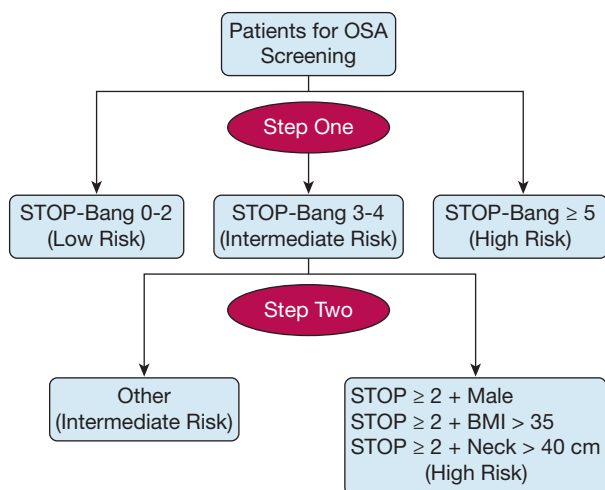 Patients for OSA
Screening
Step One
STOP-Bang 0-2
(Low Risk)
STOP-Bang 3-4
(Intermediate Risk)
STOP-Bang ≥ 5
(High Risk)
Step Two
Other
(Intermediate Risk)
STOP ≥ 2 + Male
STOP ≥ 2 + BMI > 35
STOP ≥ 2 + Neck > 40 cm
(High Risk)